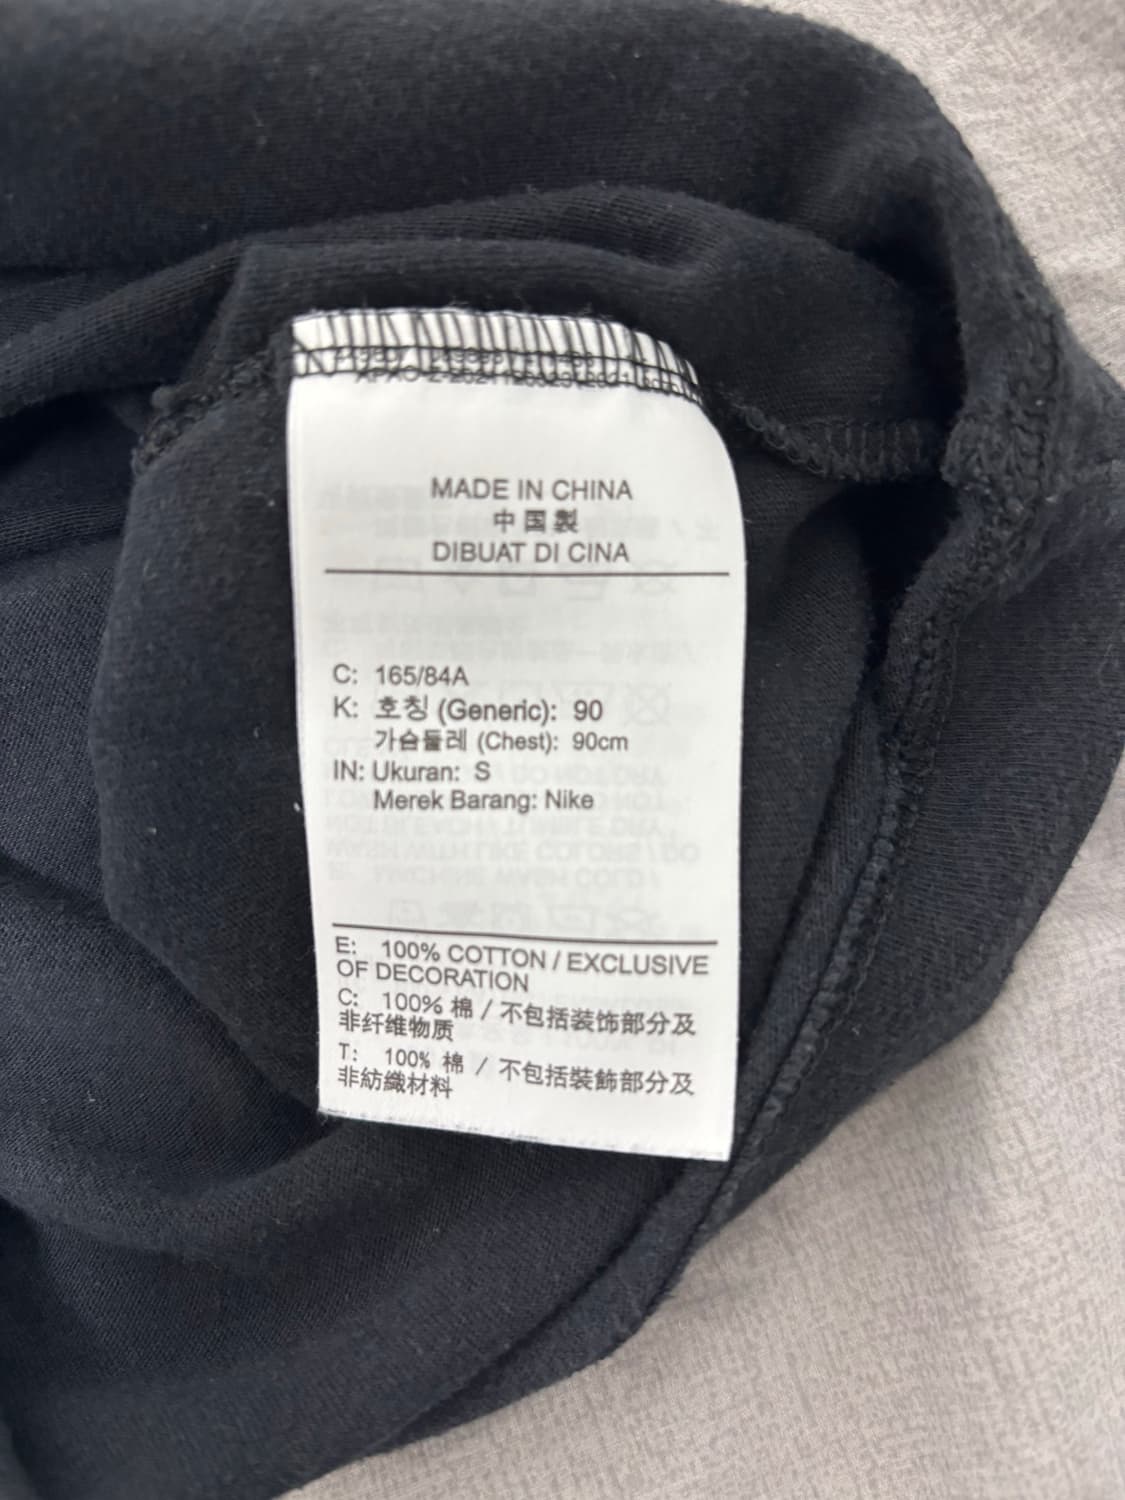 MADE IN CHINA
中国製
DIBUAT DI CINA
C: 165/84A
K: 호칭 (Generic): 90
가슴둘레 (Chest): 90cm
IN: Ukuran: S
Merek Barang: Nike
E: 100% COTTON / EXCLUSIVE
OF DECORATION
C: 100% 棉 / 不包括装饰部分及
非纤维物质
T: 100% 棉 / 不包括裝飾部分及
非紡織材料